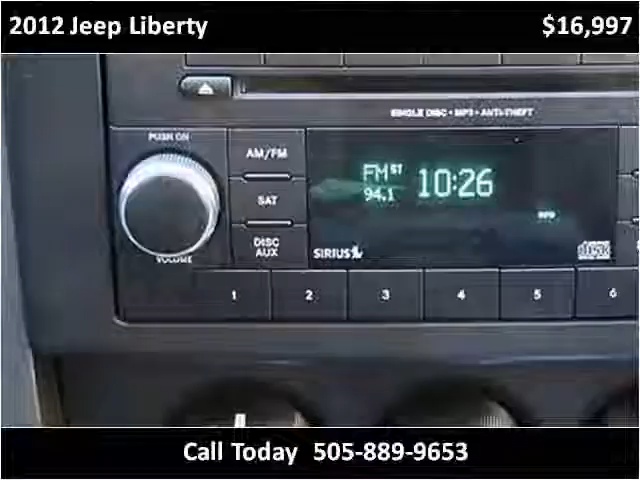 2012 Jeep Liberty $16,997
SINGLE DISC • MP3 • ANTI-THEFT
PUSH ON
AM/FM
FM ST
94.1 10:26
SAT
DISC
AUX
SIRIUS
VOLUME
1 2 3 4 5 6
Call Today 505-889-9653